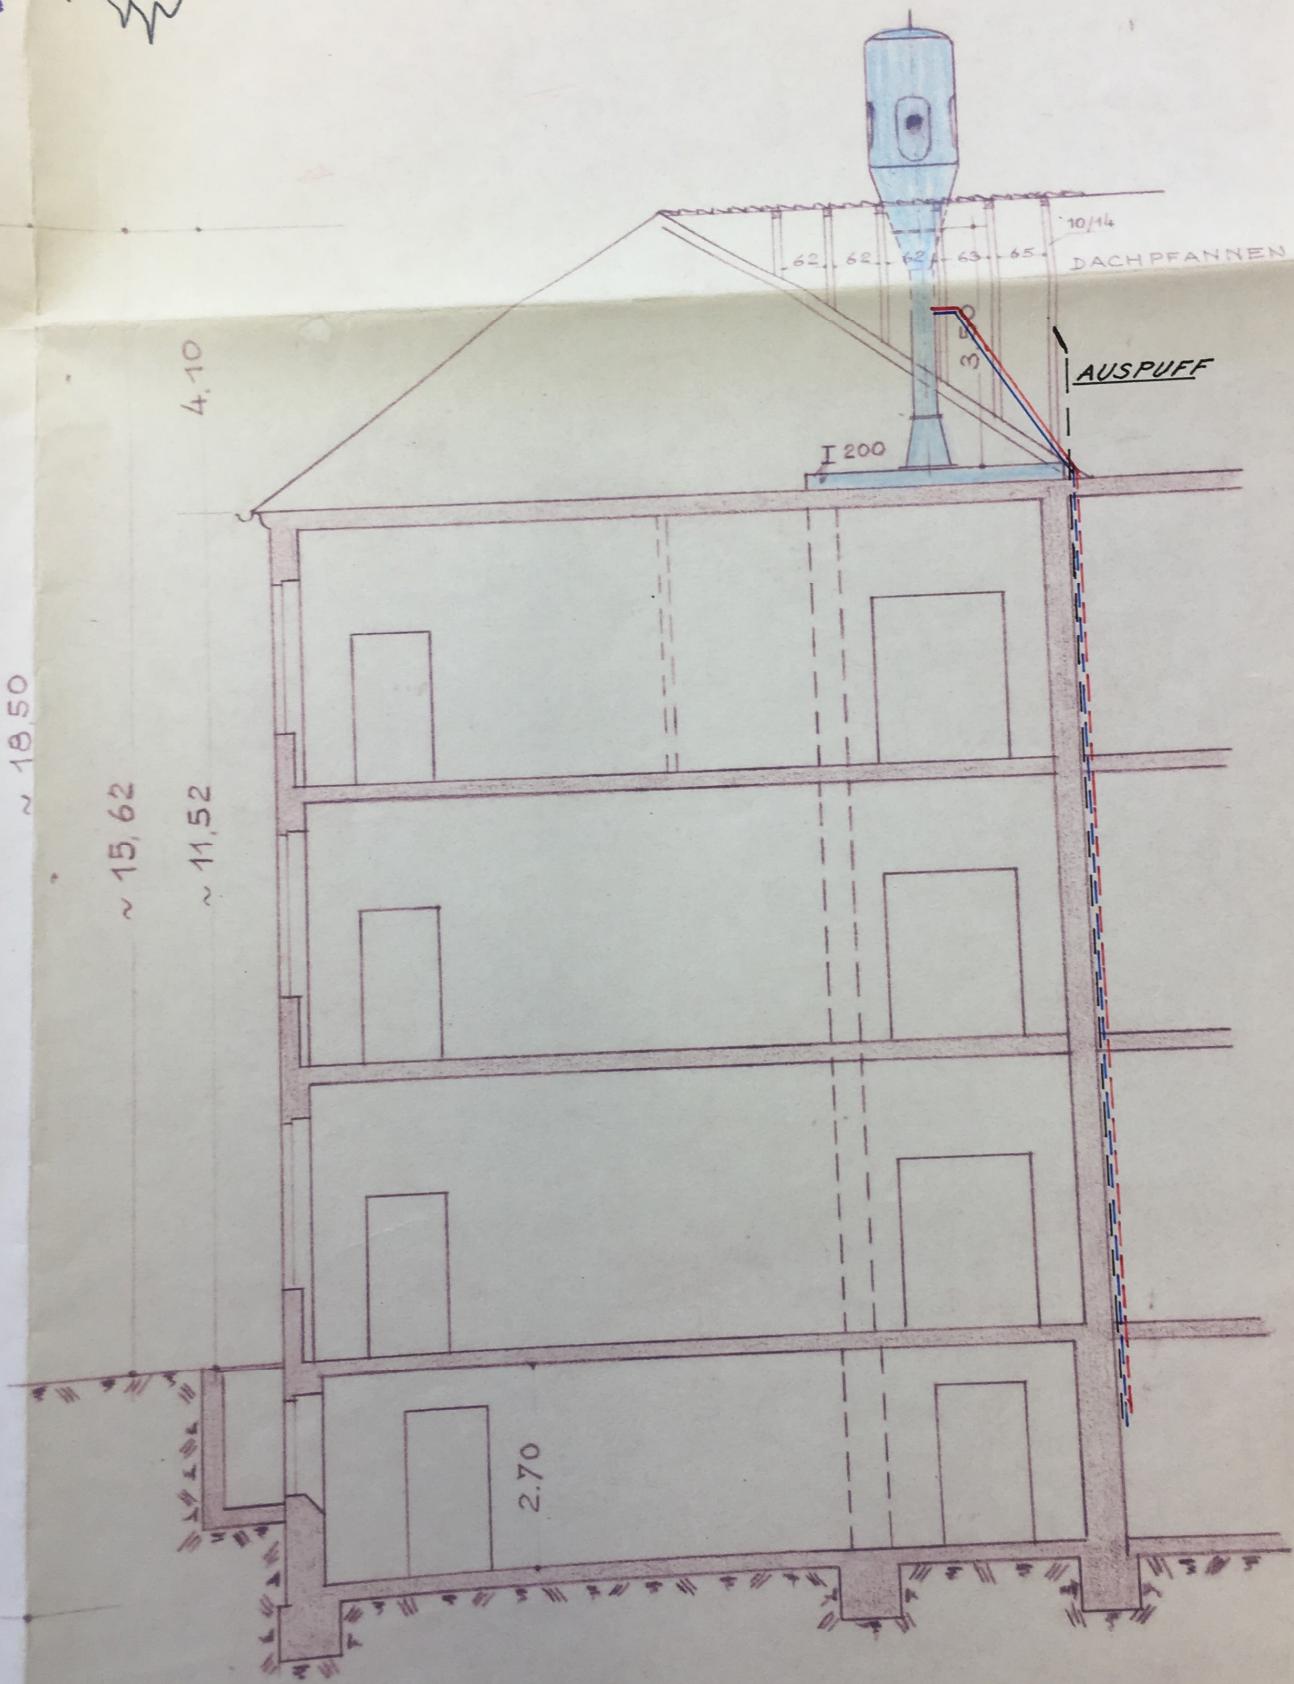 10/14
62 62 62 63 65
DACHPFANNEN
3,50
4,10
AUSPUFF
I 200
~ 18,50
~ 15,62
~ 11,52
2.70